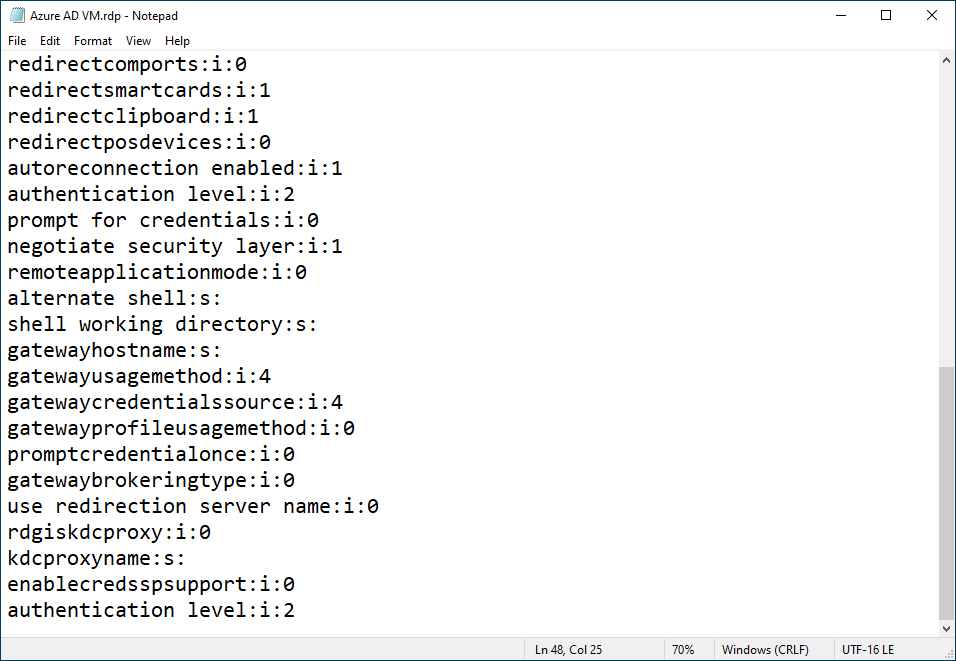 Azure AD VM.rdp - Notepad
File Edit Format View Help
redirectcomports:i:0
redirectsmartcards:i:1
redirectclipboard:i:1
redirectposdevices:i:0
autoreconnection enabled:i:1
authentication level:i:2
prompt for credentials:i:0
negotiate security layer:i:1
remoteapplicationmode:i:0
alternate shell:s:
shell working directory:s:
gatewayhostname:s:
gatewayusagemethod:i:4
gatewaycredentialssource:i:4
gatewayprofileusagemethod:i:0
promptcredentialonce:i:0
gatewaybrokeringtype:i:0
use redirection server name:i:0
rdgiskdcproxy:i:0
kdcproxyname:s:
enablecredsspsupport:i:0
authentication level:i:2
Ln 48, Col 25 70% Windows (CRLF) UTF-16 LE